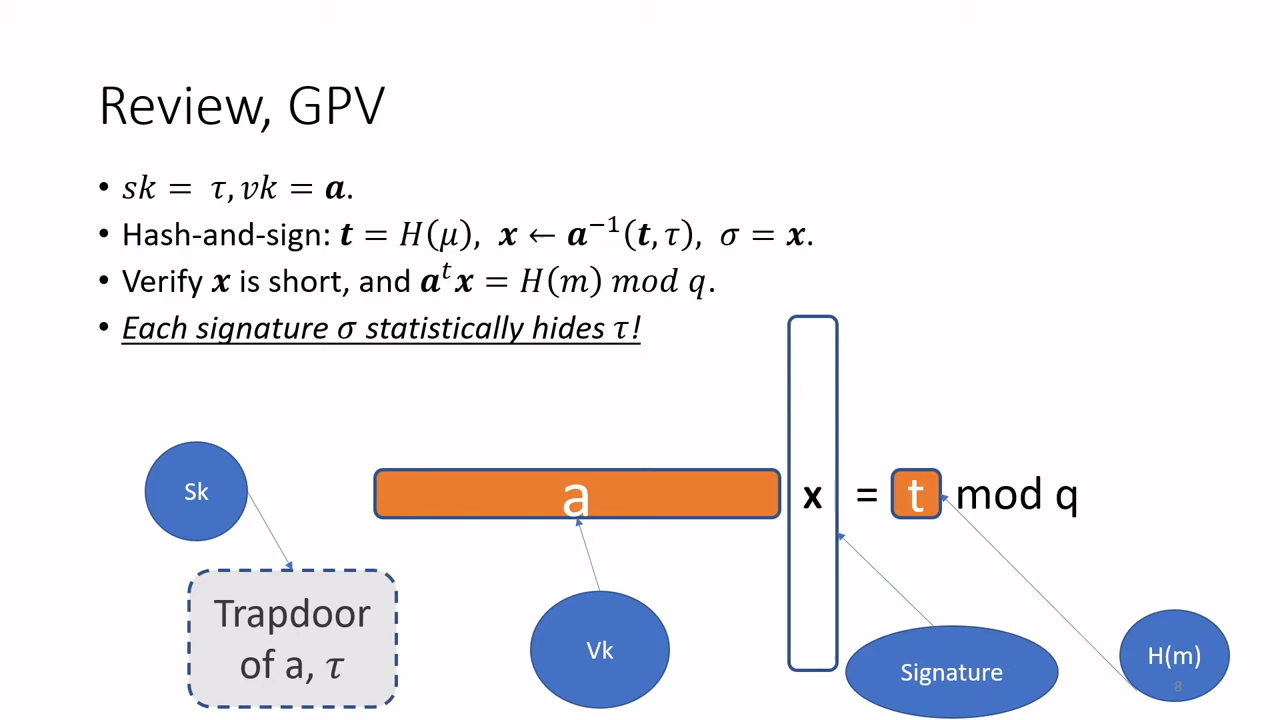 Review, GPV
• sk = τ, vk = a.
• Hash-and-sign: t = H(μ), x ← a⁻¹(t, τ), σ = x.
• Verify x is short, and aᵗx = H(m) mod q.
• Each signature σ statistically hides τ!
Sk
a
x
=
t
mod q
Trapdoor
of a, τ
Vk
Signature
H(m)
8